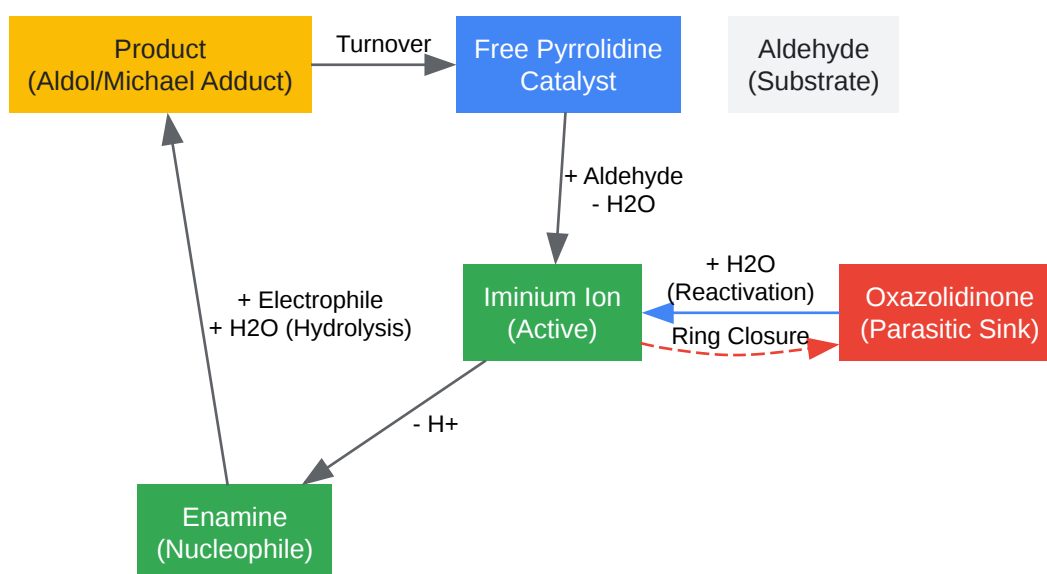 Product
(Aldol/Michael Adduct)
Turnover
Free Pyrrolidine
Catalyst
Aldehyde
(Substrate)
+ Aldehyde
- H2O
Iminium Ion
(Active)
+ H2O
(Reactivation)
Ring Closure
Oxazolidinone
(Parasitic Sink)
+ Electrophile
+ H2O (Hydrolysis)
- H+
Enamine
(Nucleophile)